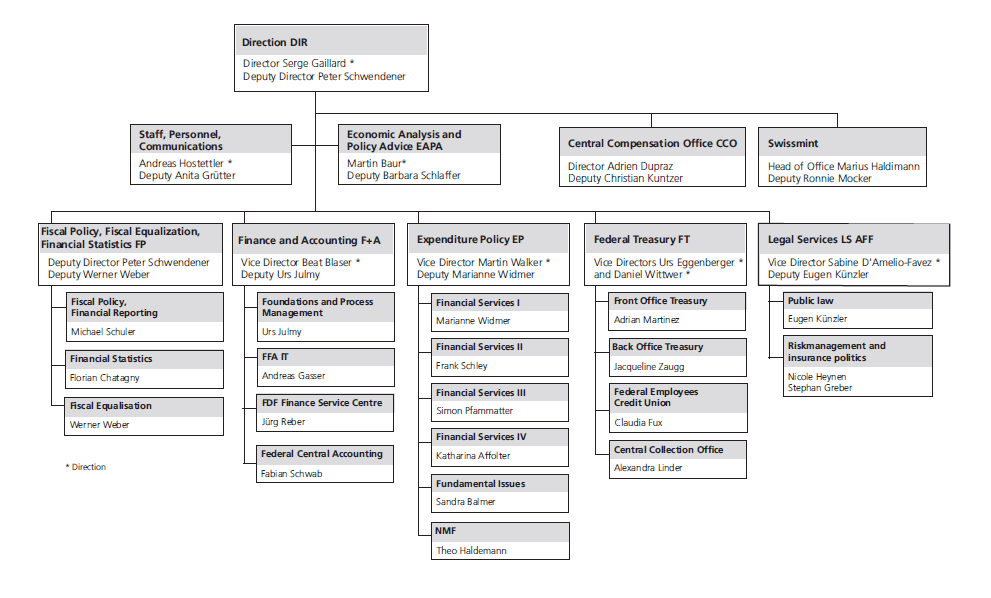 Direction DIR
Director Serge Gaillard *
Deputy Director Peter Schwendener
Staff, Personnel,
Communications
Andreas Hostettler *
Deputy Anita Grütter
Economic Analysis and
Policy Advice EAPA
Martin Baur*
Deputy Barbara Schlaffer
Central Compensation Office CCO
Director Adrien Dupraz
Deputy Christian Kuntzer
Swissmint
Head of Office Marius Haldimann
Deputy Ronnie Mocker
Fiscal Policy, Fiscal Equalization,
Financial Statistics FP
Deputy Director Peter Schwendener
Deputy Werner Weber
Fiscal Policy,
Financial Reporting
Michael Schuler
Financial Statistics
Florian Chatagny
Fiscal Equalisation
Werner Weber
* Direction
Finance and Accounting F+A
Vice Director Beat Blaser *
Deputy Urs Julmy
Foundations and Process
Management
Urs Julmy
FFA IT
Andreas Gasser
FDF Finance Service Centre
Jürg Reber
Federal Central Accounting
Fabian Schwab
Expenditure Policy EP
Vice Director Martin Walker *
Deputy Marianne Widmer
Financial Services I
Marianne Widmer
Financial Services II
Frank Schley
Financial Services III
Simon Pfammatter
Financial Services IV
Katharina Affolter
Fundamental Issues
Sandra Balmer
NMF
Theo Haldemann
Federal Treasury FT
Vice Directors Urs Eggenberger *
and Daniel Wittwer *
Front Office Treasury
Adrian Martinez
Back Office Treasury
Jacqueline Zaugg
Federal Employees
Credit Union
Claudia Fux
Central Collection Office
Alexandra Linder
Legal Services LS AFF
Vice Director Sabine D'Amelio-Favez *
Deputy Eugen Künzler
Public law
Eugen Künzler
Riskmanagement and
insurance politics
Nicole Heynen
Stephan Greber